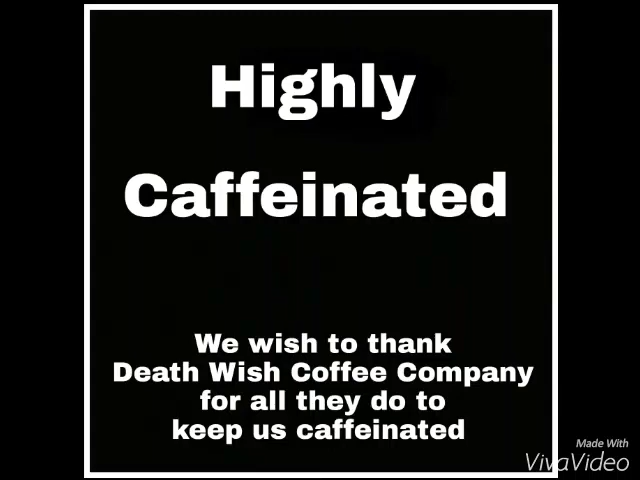 Highly
Caffeinated
We wish to thank
Death Wish Coffee Company
for all they do to
keep us caffeinated
Made With
VivaVideo